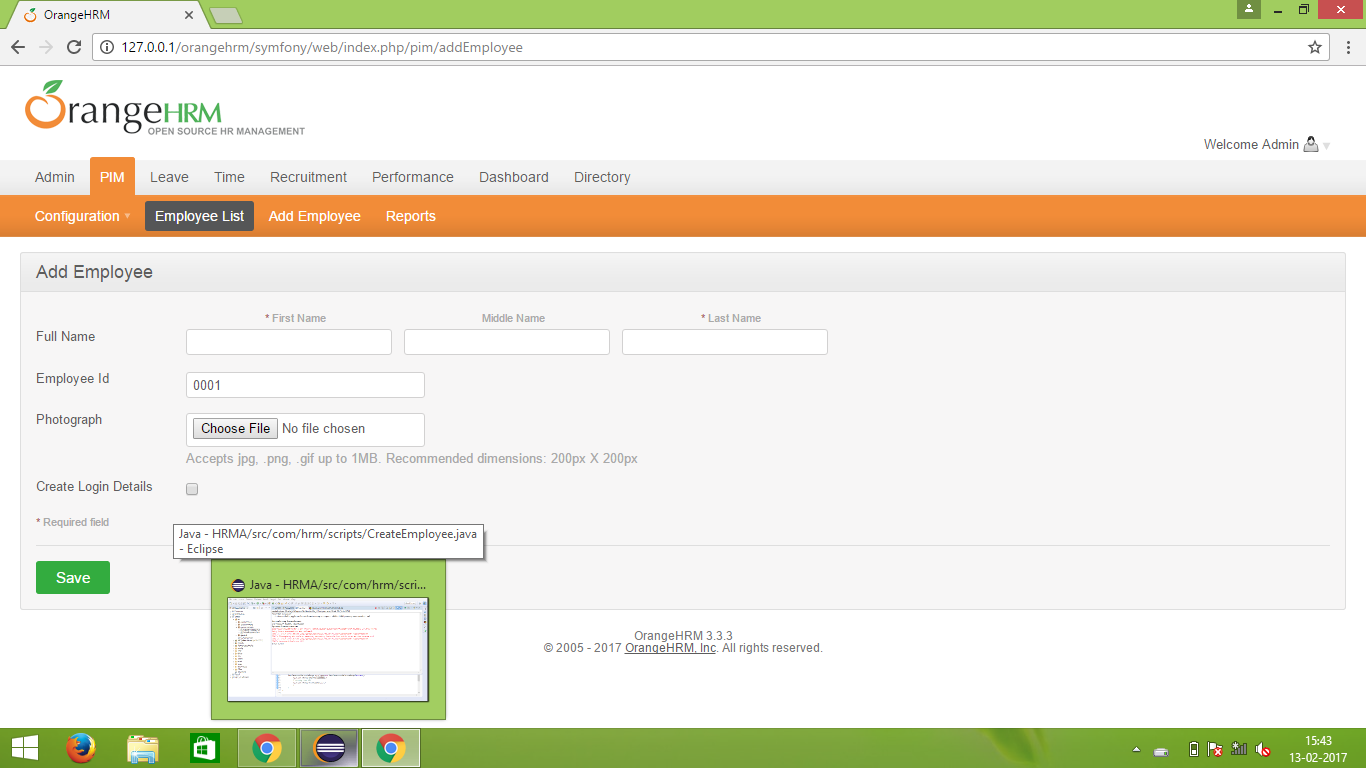 OrangeHRM
127.0.0.1/orangehrm/symfony/web/index.php/pim/addEmployee
OrangeHRM
OPEN SOURCE HR MANAGEMENT
Welcome Admin
Admin PIM Leave Time Recruitment Performance Dashboard Directory
Configuration Employee List Add Employee Reports
Add Employee
* First Name Middle Name * Last Name
Full Name
Employee Id 0001
Photograph Choose File No file chosen
Accepts jpg, .png, .gif up to 1MB. Recommended dimensions: 200px X 200px
Create Login Details
* Required field
Java - HRMA/src/com/hrm/scripts/CreateEmployee.java
- Eclipse
Save
Java - HRMA/src/com/hrm/scri...
OrangeHRM 3.3.3
© 2005 - 2017 OrangeHRM, Inc. All rights reserved.
15:43
13-02-2017